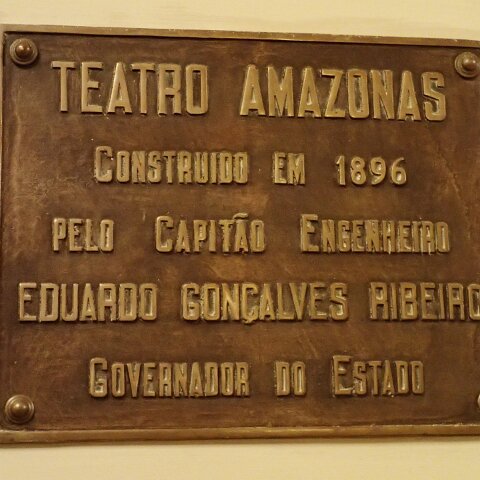 TEATRO AMAZONAS
CONSTRUIDO EM 1896
PELO CAPITÃO ENGENHEIRO
EDUARDO GONÇALVES RIBEIRO
GOVERNADOR DO ESTADO